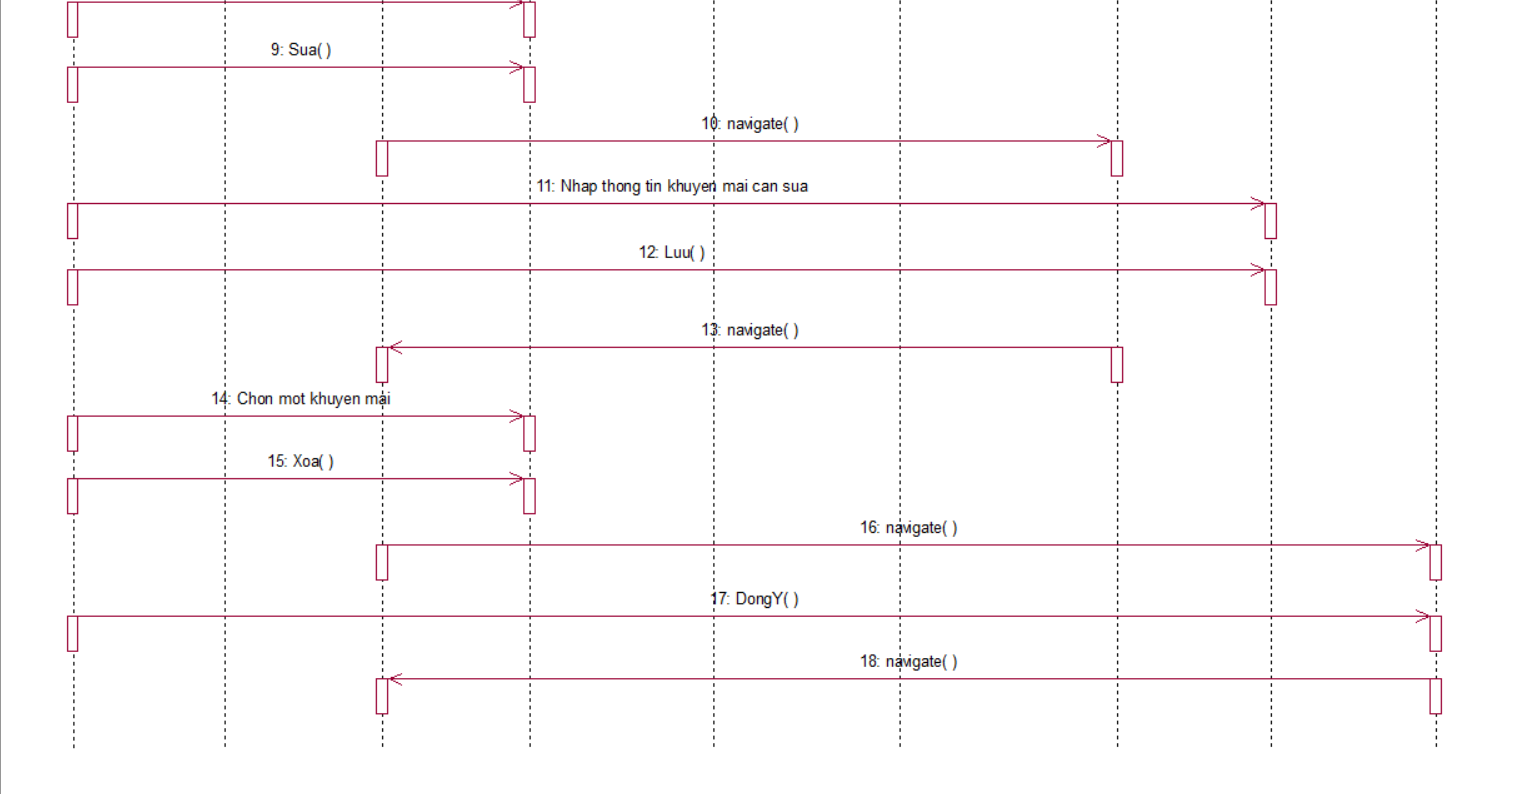 9: Sua( )
10: navigate( )
11: Nhap thong tin khuyen mai can sua
12: Luu( )
13: navigate( )
14: Chon mot khuyen mai
15: Xoa( )
16: navigate( )
17: DongY( )
18: navigate( )